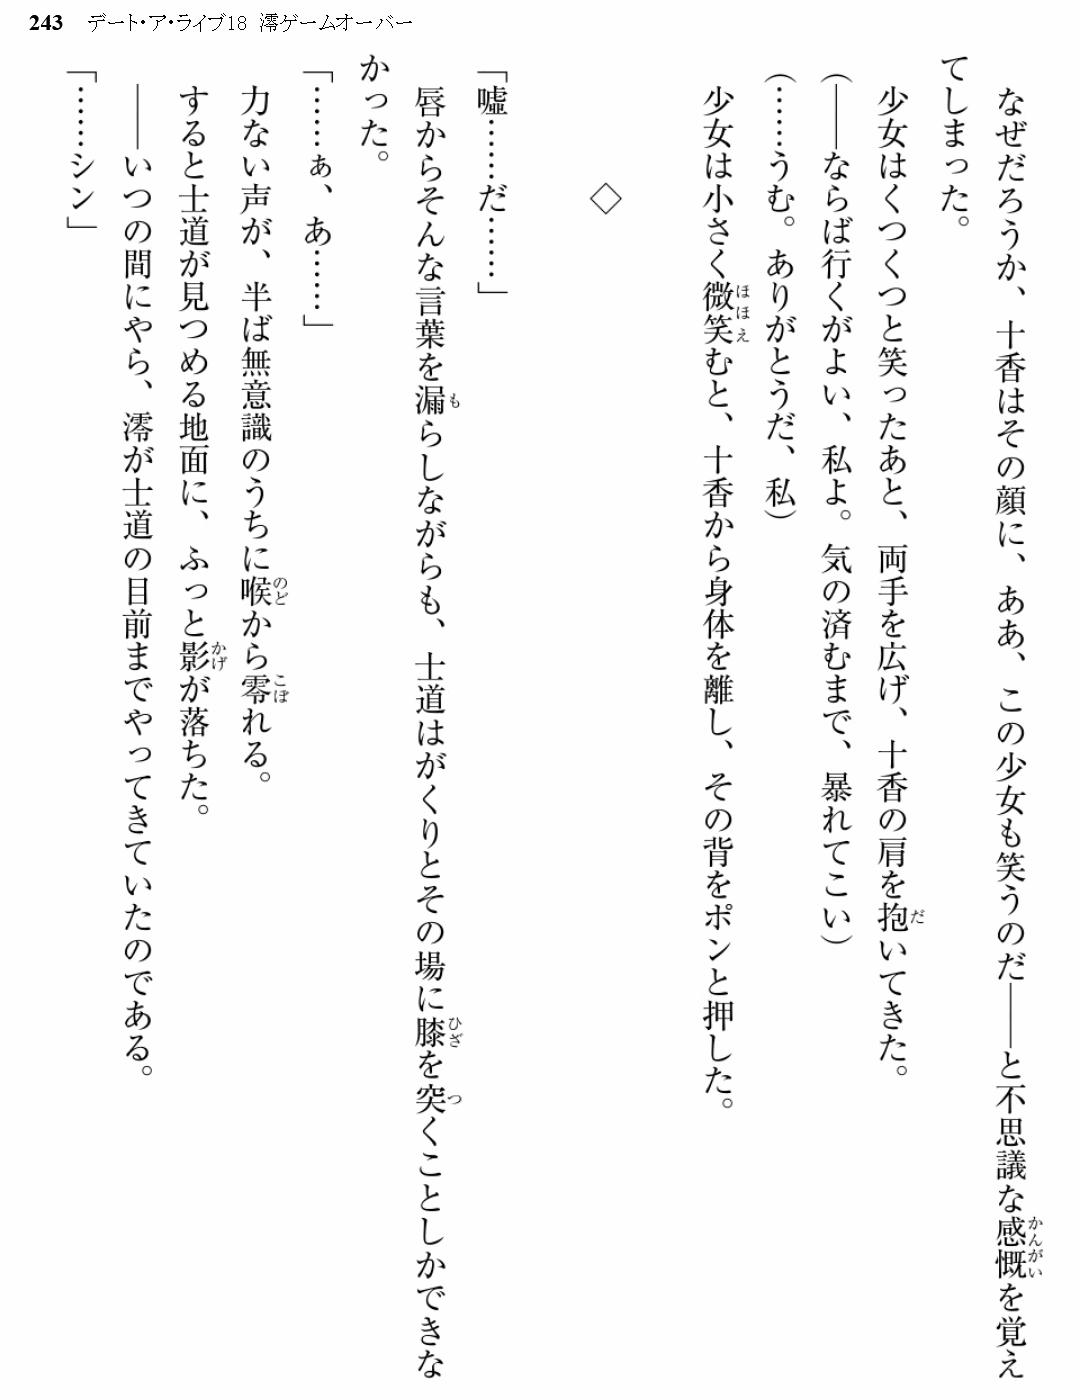 243 デート・ア・ライブ18 澪ゲームオーバー
なぜだろうか、十香はその顔に、ああ、この少女も笑うのだ――と不思議な感慨を覚え
てしまった。
少女はくつくつと笑ったあと、両手を広げ、十香の肩を抱いてきた。
(――ならば行くがよい、私よ。気の済むまで、暴れてこい)
(……うむ。ありがとうだ、私)
少女は小さく微笑むと、十香から身体を離し、その背をポンと押した。
◇
「嘘……だ……」
唇からそんな言葉を漏らしながらも、士道はがくりとその場に膝を突くことしかできな
かった。
「……ぁ、あ……」
力ない声が、半ば無意識のうちに喉から零れる。
すると士道が見つめる地面に、ふっと影が落ちた。
――いつの間にやら、澪が士道の目前までやってきていたのである。
「……シン」